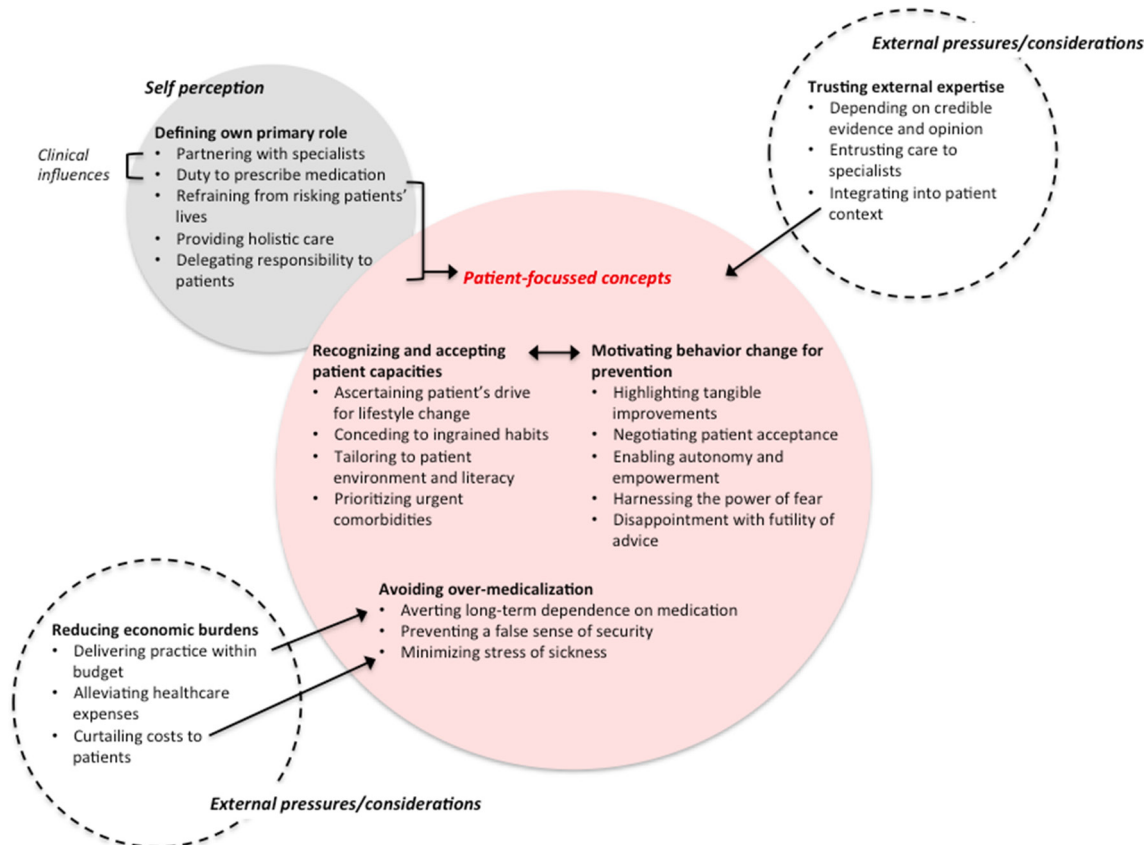 External pressures/considerations
Self perception
Trusting external expertise
• Depending on credible
evidence and opinion
• Entrusting care to
specialists
• Integrating into patient
context
Defining own primary role
Clinical
influences
• Partnering with specialists
• Duty to prescribe medication
• Refraining from risking patients'
lives
• Providing holistic care
• Delegating responsibility to
patients
Patient-focussed concepts
Recognizing and accepting
patient capacities
• Ascertaining patient's drive
for lifestyle change
• Conceding to ingrained habits
• Tailoring to patient
environment and literacy
• Prioritizing urgent
comorbidities
Motivating behavior change for
prevention
• Highlighting tangible
improvements
• Negotiating patient acceptance
• Enabling autonomy and
empowerment
• Harnessing the power of fear
• Disappointment with futility of
advice
Avoiding over-medicalization
• Averting long-term dependence on medication
• Preventing a false sense of security
• Minimizing stress of sickness
Reducing economic burdens
• Delivering practice within
budget
• Alleviating healthcare
expenses
• Curtailing costs to
patients
External pressures/considerations